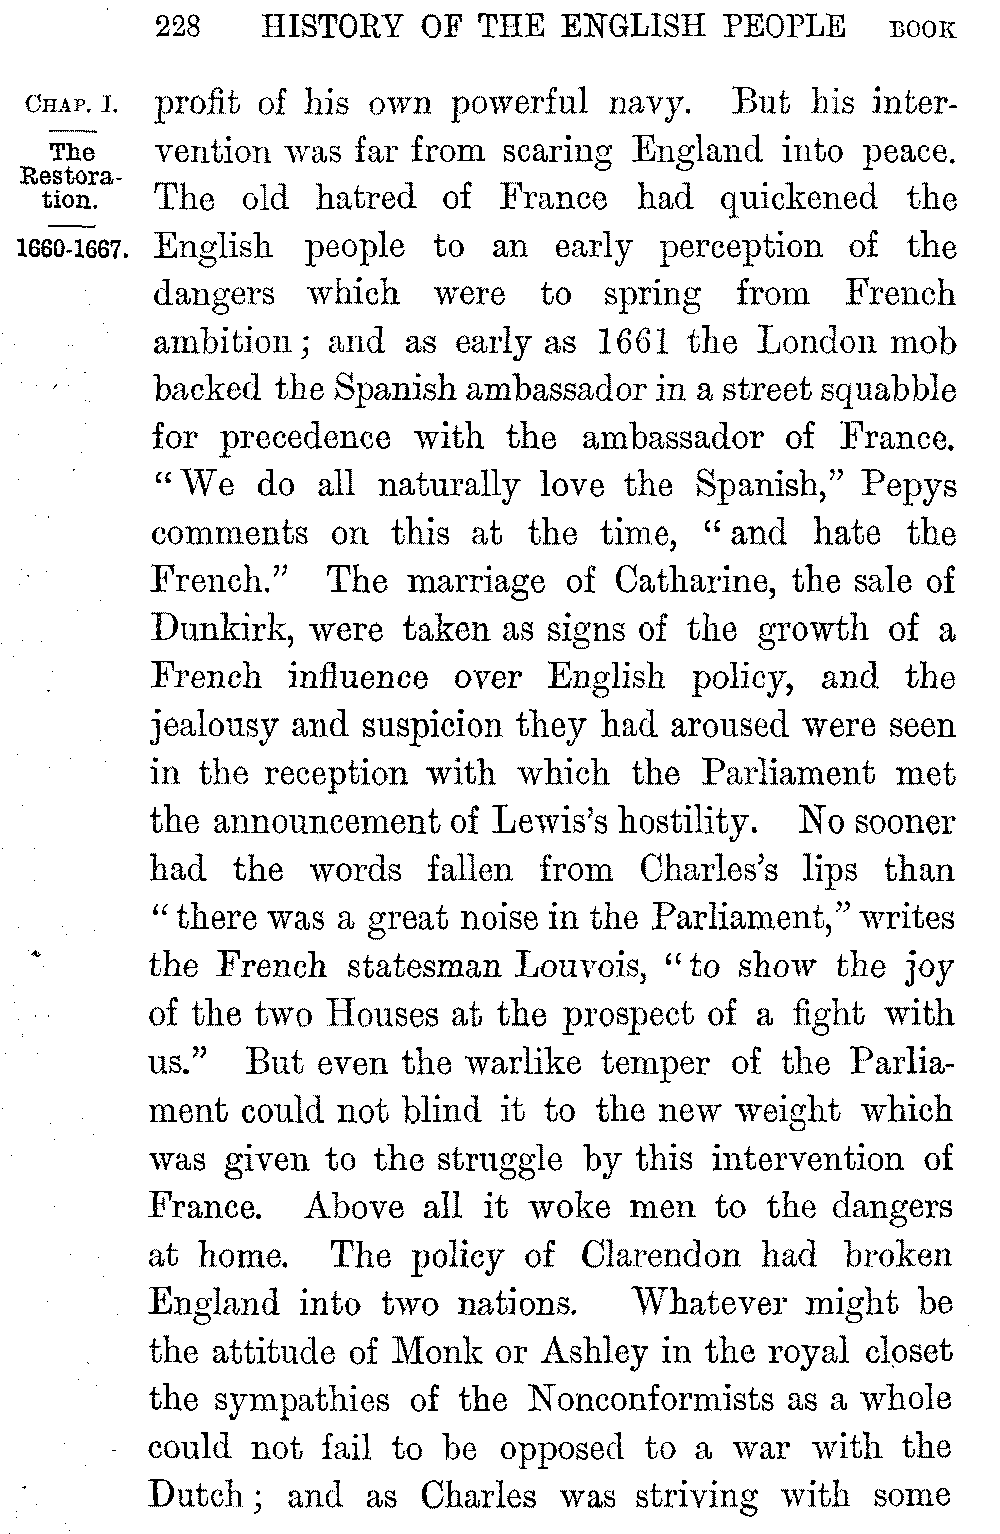 228 HISTORY OF THE ENGLISH PEOPLE BOOK
CHAP. I.
The
Restora-
tion.
1660-1667.
profit of his own powerful navy. But his inter-
vention was far from scaring England into peace.
The old hatred of France had quickened the
English people to an early perception of the
dangers which were to spring from French
ambition; and as early as 1661 the London mob
backed the Spanish ambassador in a street squabble
for precedence with the ambassador of France.
“We do all naturally love the Spanish,” Pepys
comments on this at the time, “and hate the
French.” The marriage of Catharine, the sale of
Dunkirk, were taken as signs of the growth of a
French influence over English policy, and the
jealousy and suspicion they had aroused were seen
in the reception with which the Parliament met
the announcement of Lewis’s hostility. No sooner
had the words fallen from Charles’s lips than
“there was a great noise in the Parliament,” writes
the French statesman Louvois, “to show the joy
of the two Houses at the prospect of a fight with
us.” But even the warlike temper of the Parlia-
ment could not blind it to the new weight which
was given to the struggle by this intervention of
France. Above all it woke men to the dangers
at home. The policy of Clarendon had broken
England into two nations. Whatever might be
the attitude of Monk or Ashley in the royal closet
the sympathies of the Nonconformists as a whole
could not fail to be opposed to a war with the
Dutch; and as Charles was striving with some